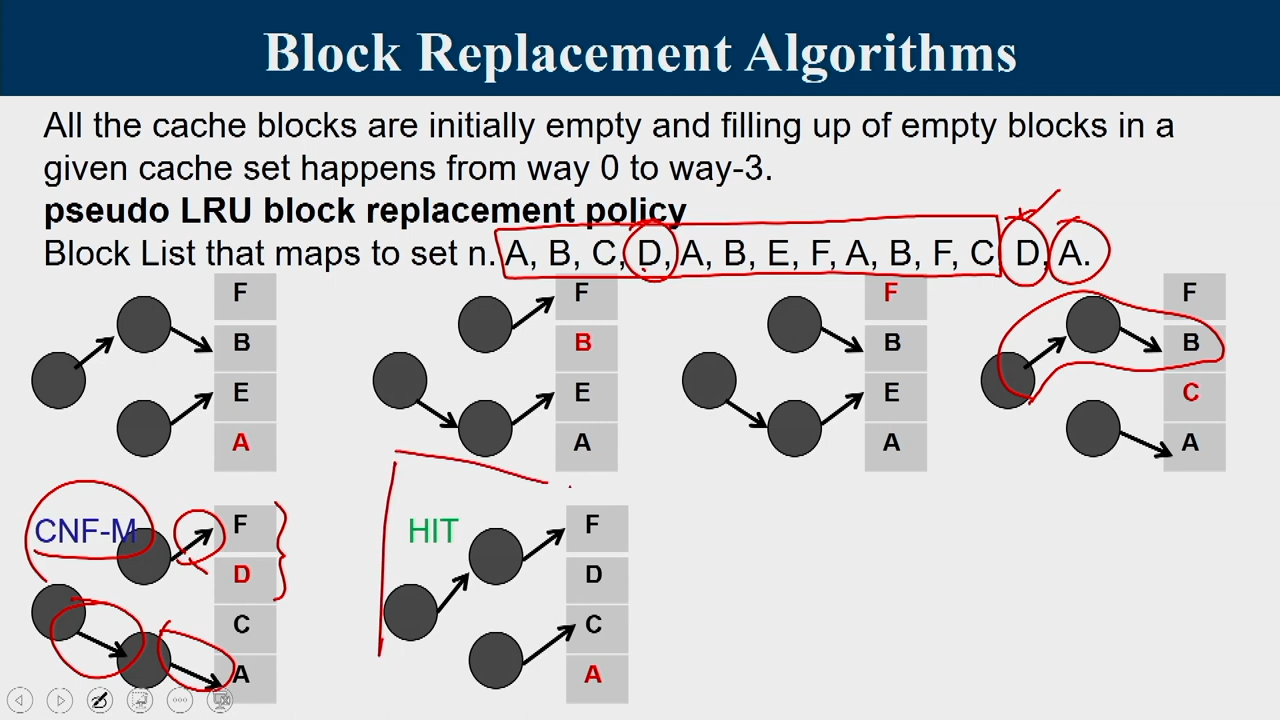 Block Replacement Algorithms
All the cache blocks are initially empty and filling up of empty blocks in a
given cache set happens from way 0 to way-3.
pseudo LRU block replacement policy
Block List that maps to set n. A, B, C, D, A, B, E, F, A, B, F, C, D, A.
F
B
E
A
F
B
E
A
F
B
E
A
F
B
C
A
CNF-M
F
D
C
A
HIT
F
D
C
A